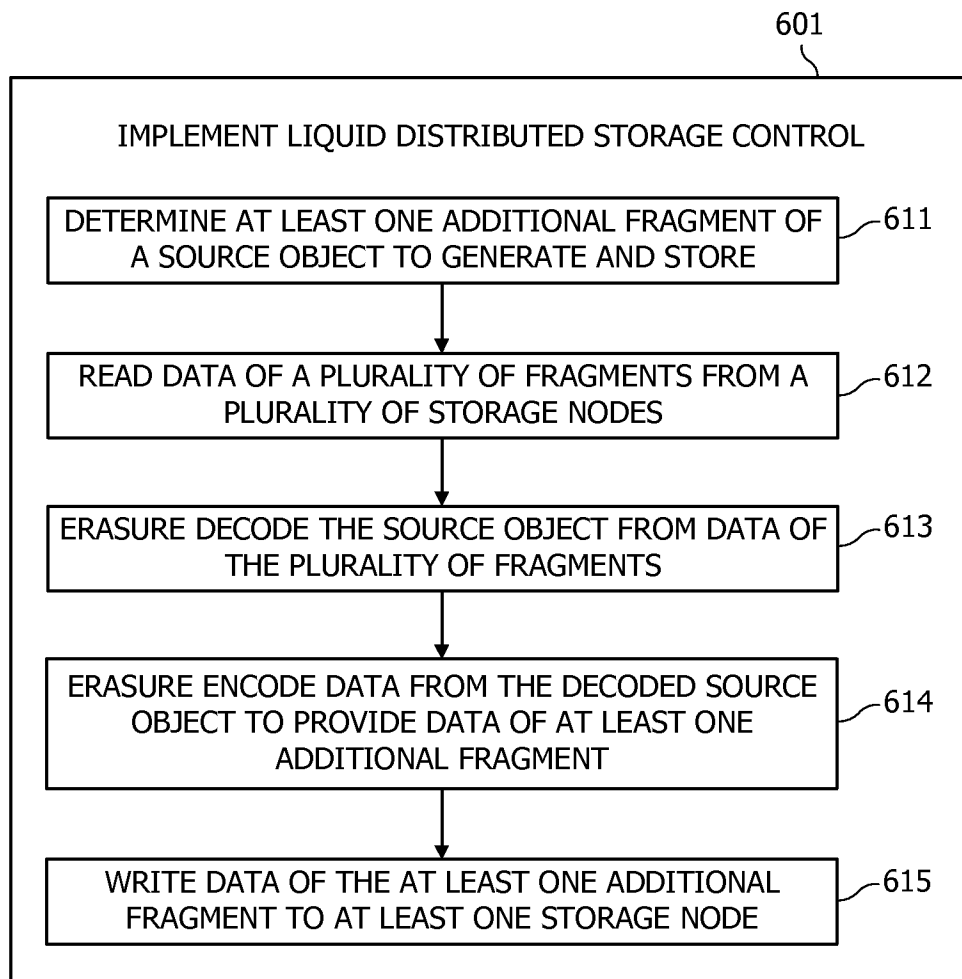 601
IMPLEMENT LIQUID DISTRIBUTED STORAGE CONTROL
DETERMINE AT LEAST ONE ADDITIONAL FRAGMENT OF
A SOURCE OBJECT TO GENERATE AND STORE
611
READ DATA OF A PLURALITY OF FRAGMENTS FROM A
PLURALITY OF STORAGE NODES
612
ERASURE DECODE THE SOURCE OBJECT FROM DATA OF
THE PLURALITY OF FRAGMENTS
613
ERASURE ENCODE DATA FROM THE DECODED SOURCE
OBJECT TO PROVIDE DATA OF AT LEAST ONE
ADDITIONAL FRAGMENT
614
WRITE DATA OF THE AT LEAST ONE ADDITIONAL
FRAGMENT TO AT LEAST ONE STORAGE NODE
615